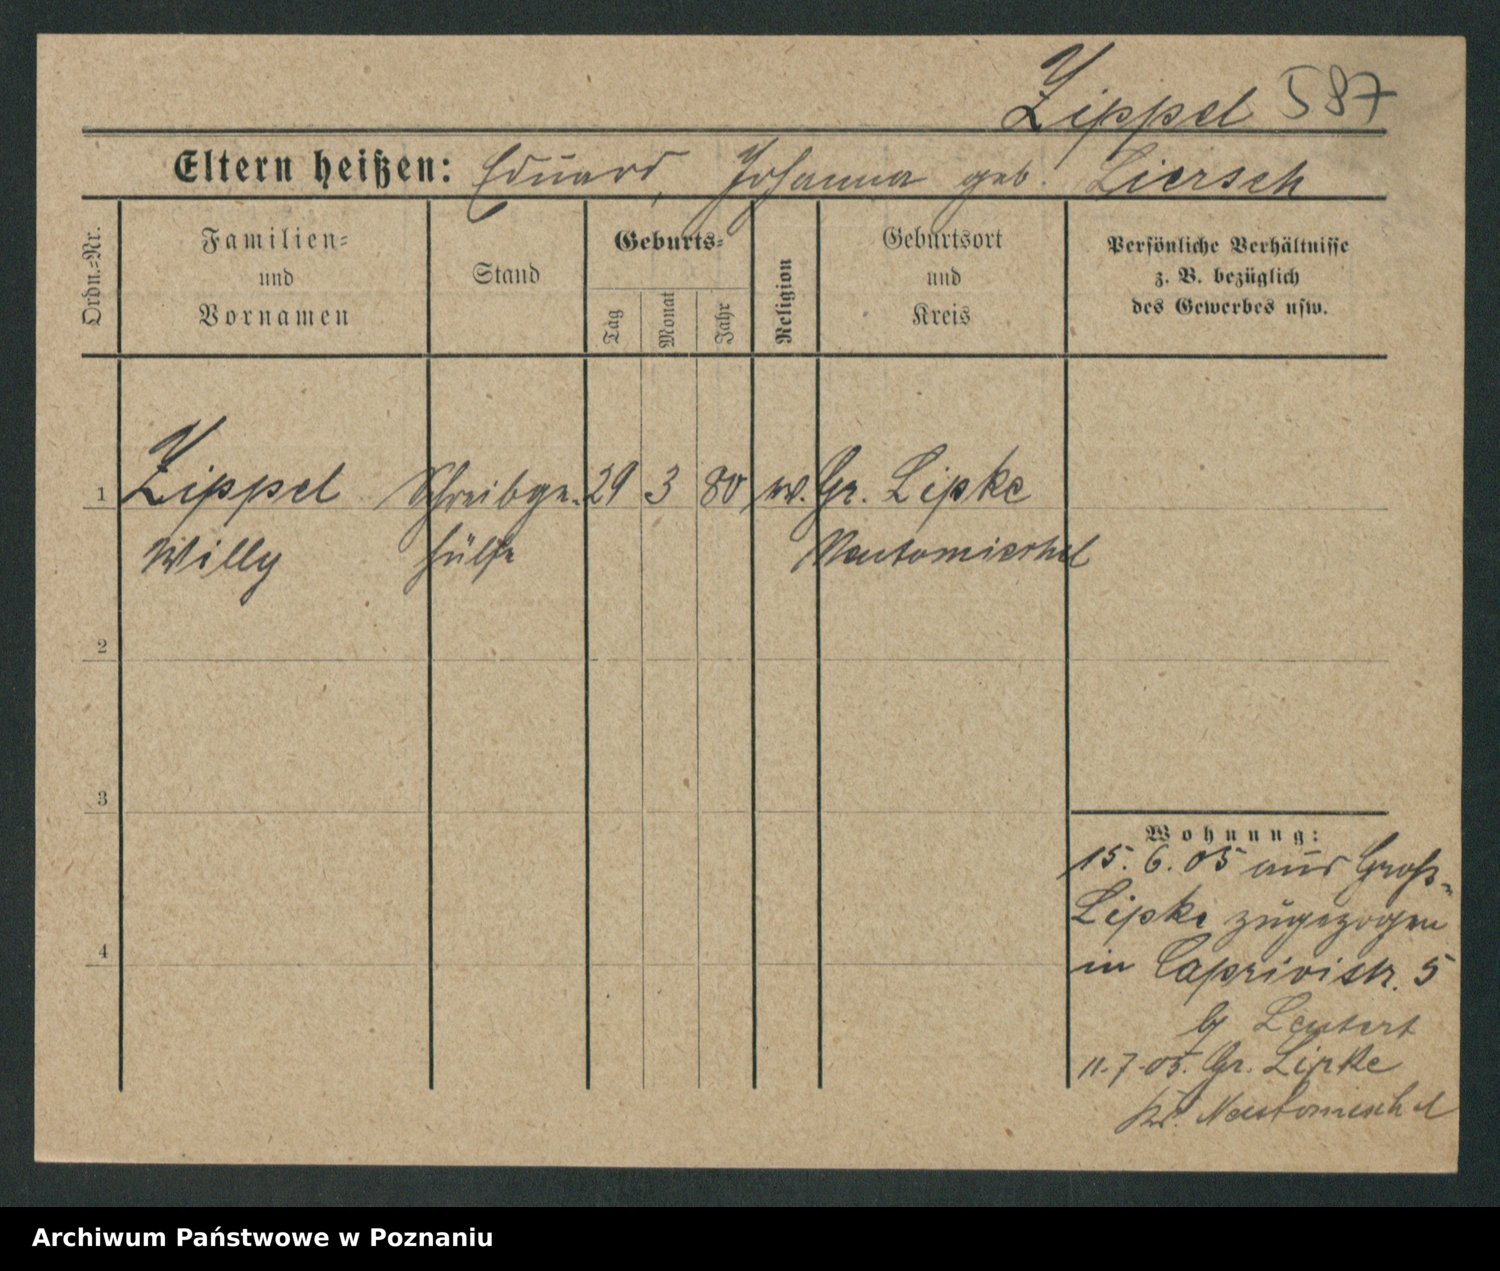 Zippel 587
Eltern heißen: Eduard, Johanna geb. Liersch
Ordn.-Nr.
Familien-
und
Vornamen
Stand
Geburts-
Tag
Monat
Jahr
Religion
Geburtsort
und
Kreis
Persönliche Verhältnisse
z. B. bezüglich
des Gewerbes usw.
1 Zippel Schreibge- 29 3 80 ev. Gr. Lipke
Willy hülfe Neutomischel
2
3
4
Wohnung:
15. 6. 05 aus Groß-
Lipke zugezogen
in Caprivistr. 5
11.7.05. Gr. Lipke
Kr. Neutomischel
Archiwum Państwowe w Poznaniu